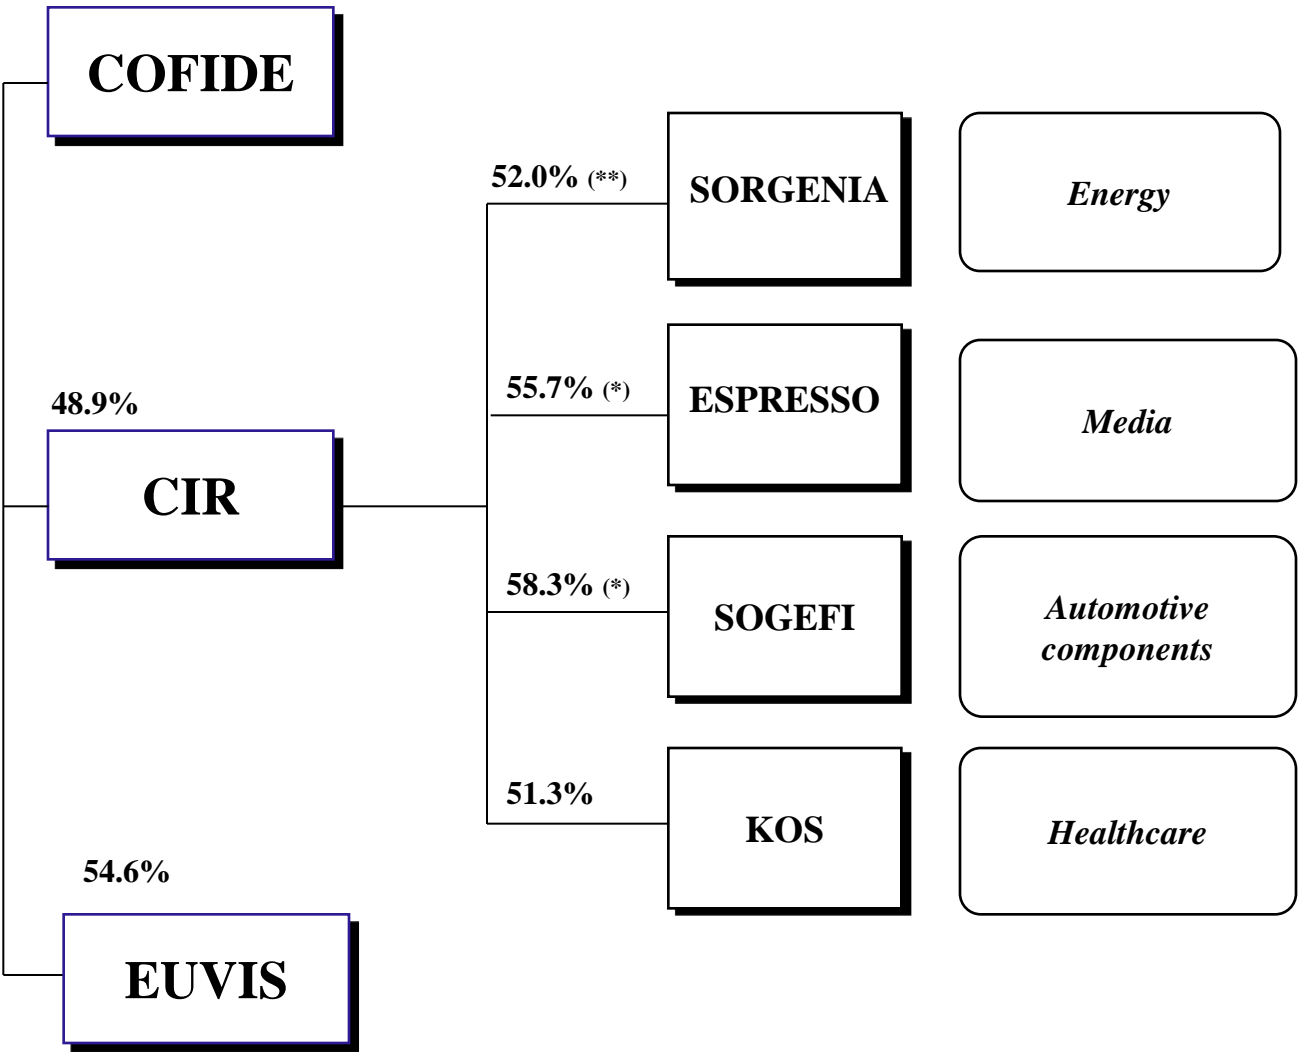 COFIDE
52.0% (**)
SORGENIA
Energy
55.7% (*)
ESPRESSO
Media
48.9%
CIR
58.3% (*)
SOGEFI
Automotive
components
51.3%
KOS
Healthcare
54.6%
EUVIS